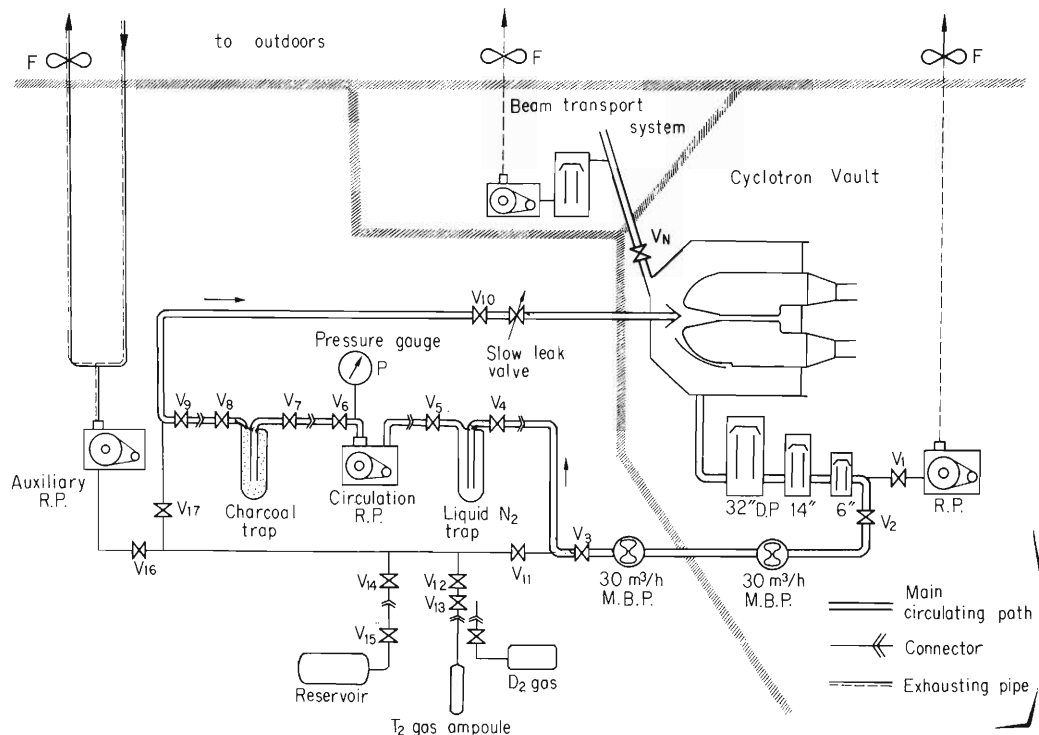 to outdoors
F
F
F
Beam transport
system
Cyclotron Vault
VN
V10
Pressure gauge
P
Slow leak
valve
V9
V8
V7
V6
V5
V4
Auxiliary
R.P.
Charcoal
trap
Circulation
R.P.
Liquid N2
trap
32" D.P
14"
6"
V1
R.P.
V2
V17
V16
V3
V11
30 m³/h
M.B.P.
30 m³/h
M.B.P.
V14
V12
V13
V15
Reservoir
T2 gas ampoule
D2 gas
Main
circulating path
Connector
Exhausting pipe